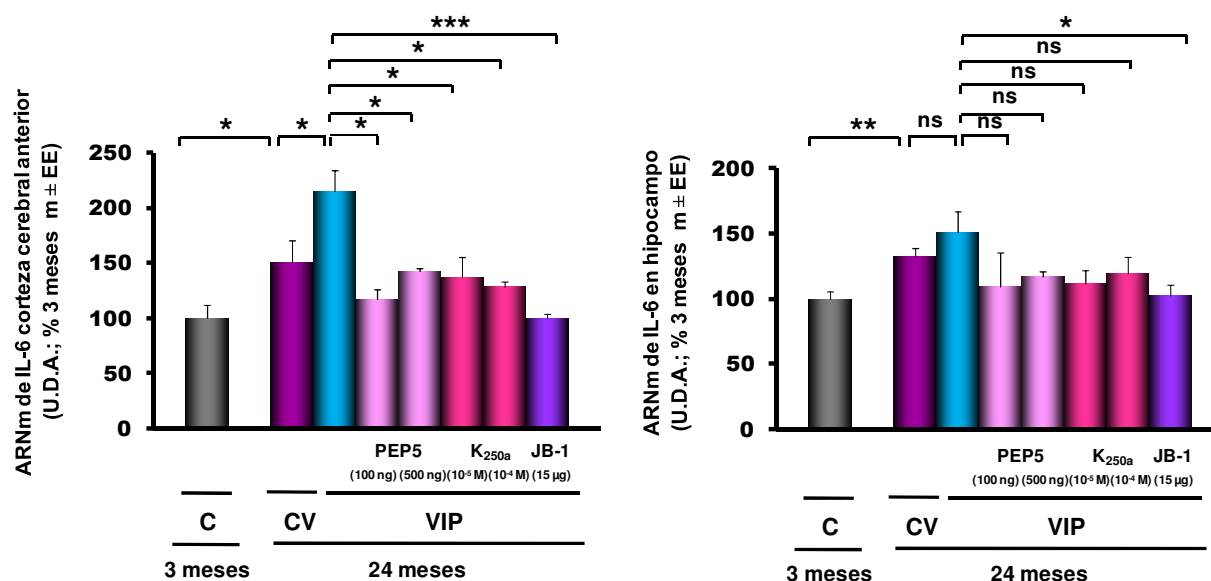 ARNm de IL-6 corteza cerebral anterior
(U.D.A.; % 3 meses m ± EE)
***
*
*
*
*
*
*
250
200
150
100
50
0
PEP5
K250a
JB-1
(100 ng) (500 ng)(10-5 M)(10-4 M) (15 µg)
C
CV
VIP
3 meses
24 meses
ARNm de IL-6 en hipocampo
(U.D.A.; % 3 meses m ± EE)
*
ns
ns
ns
**
ns
ns
200
150
100
50
0
PEP5
K250a
JB-1
(100 ng) (500 ng)(10-5 M)(10-4 M) (15 µg)
C
CV
VIP
3 meses
24 meses